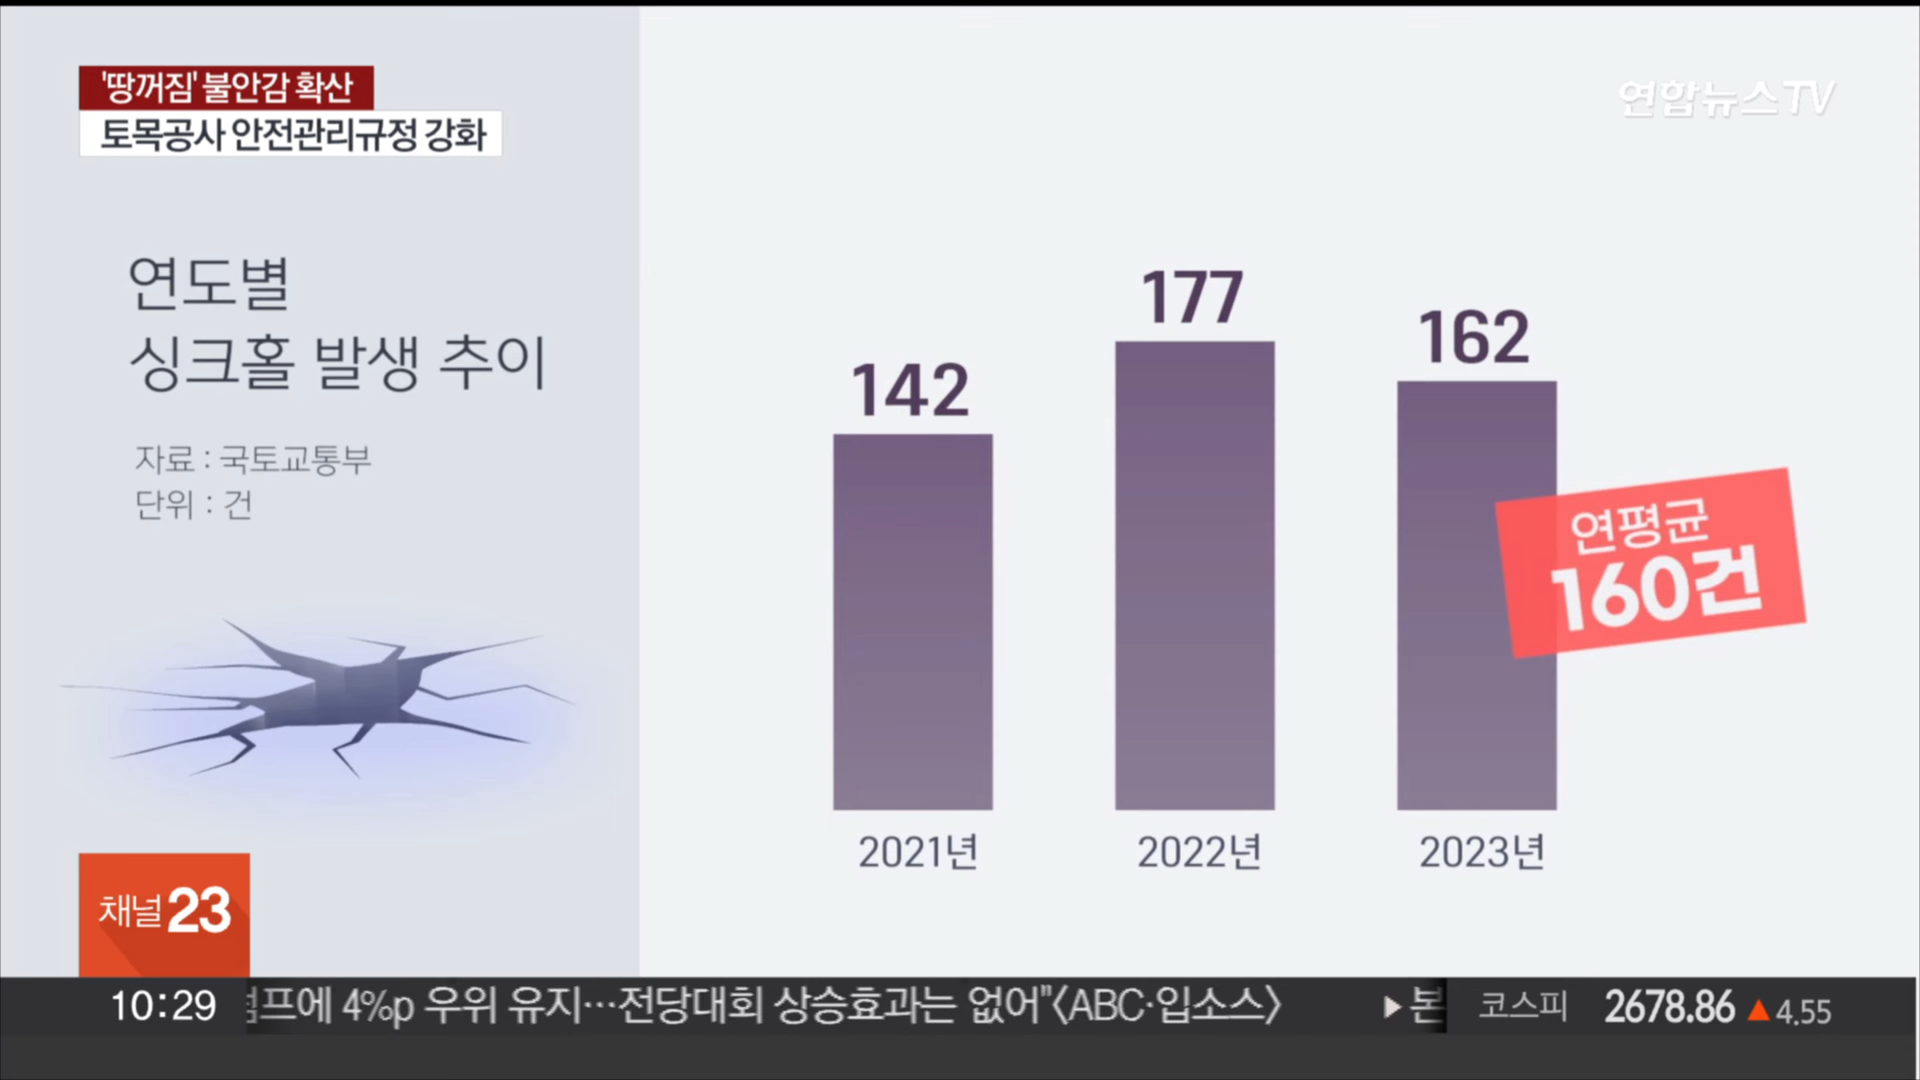 '땅꺼짐' 불안감 확산
토목공사 안전관리규정 강화
연합뉴스TV
연도별
싱크홀 발생 추이
자료 : 국토교통부
단위 : 건
142
177
162
연평균
160건
2021년
2022년
2023년
채널 23
10:29
프에 4%p 우위 유지…전당대회 상승효과는 없어"〈ABC·입소스〉
▶본
코스피 2678.86 ▲4.55